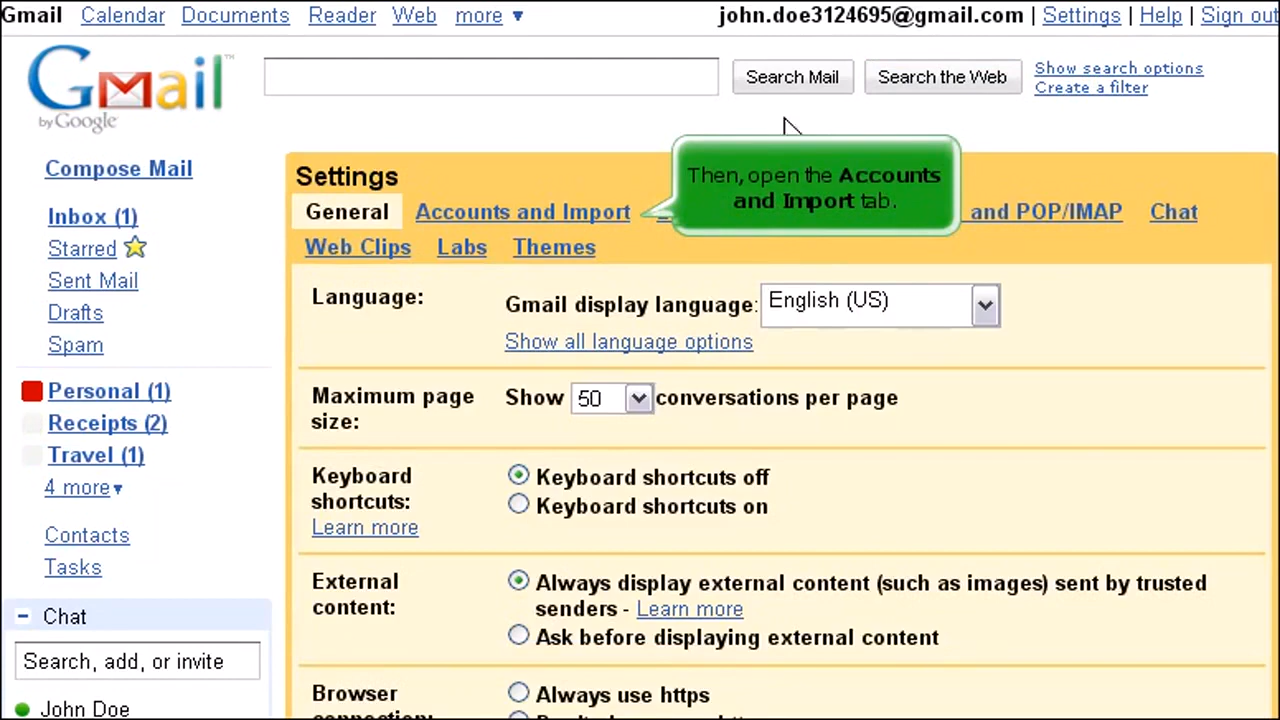 Gmail Calendar Documents Reader Web more ▼ john.doe3124695@gmail.com | Settings | Help | Sign out
Gmail™
by Google
Search Mail Search the Web Show search options
Create a filter
Compose Mail
Inbox (1)
Starred
Sent Mail
Drafts
Spam
Personal (1)
Receipts (2)
Travel (1)
4 more▼
Contacts
Tasks
− Chat
Search, add, or invite
John Doe
Settings
Then, open the Accounts
and Import tab.
General Accounts and Import and POP/IMAP Chat
Web Clips Labs Themes
Language: Gmail display language: English (US)
Show all language options
Maximum page
size:
Show 50 conversations per page
Keyboard
shortcuts:
Learn more
Keyboard shortcuts off
Keyboard shortcuts on
External
content:
Always display external content (such as images) sent by trusted
senders - Learn more
Ask before displaying external content
Browser
connection:
Always use https